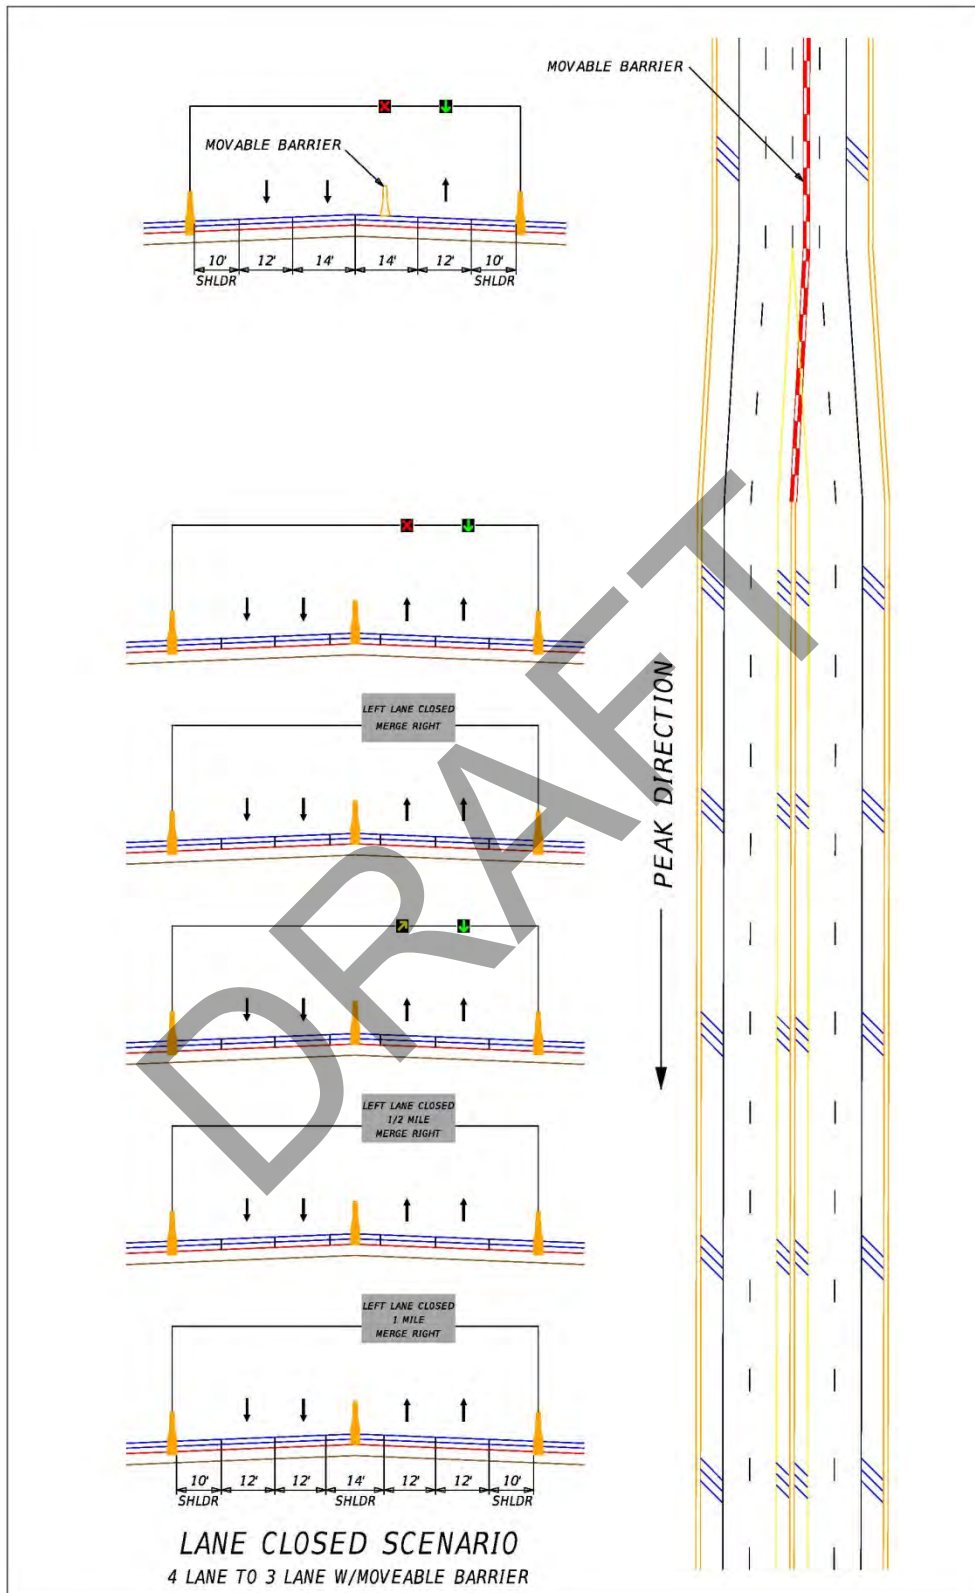 MOVABLE BARRIER
MOVABLE BARRIER
10' 12' 14' 14' 12' 10'
SHLDR SHLDR
LEFT LANE CLOSED
MERGE RIGHT
PEAK DIRECTION
LEFT LANE CLOSED
1/2 MILE
MERGE RIGHT
LEFT LANE CLOSED
1 MILE
MERGE RIGHT
10' 12' 12' 14' 12' 12' 10'
SHLDR SHLDR SHLDR
LANE CLOSED SCENARIO
4 LANE TO 3 LANE W/MOVEABLE BARRIER
DRAFT